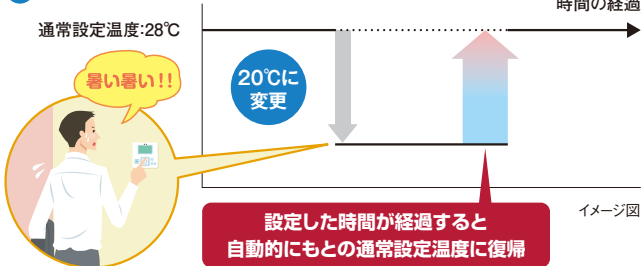 時間の経過
通常設定温度:28℃
暑い暑い!!
20℃に
変更
イメージ図
設定した時間が経過すると
自動的にもとの通常設定温度に復帰